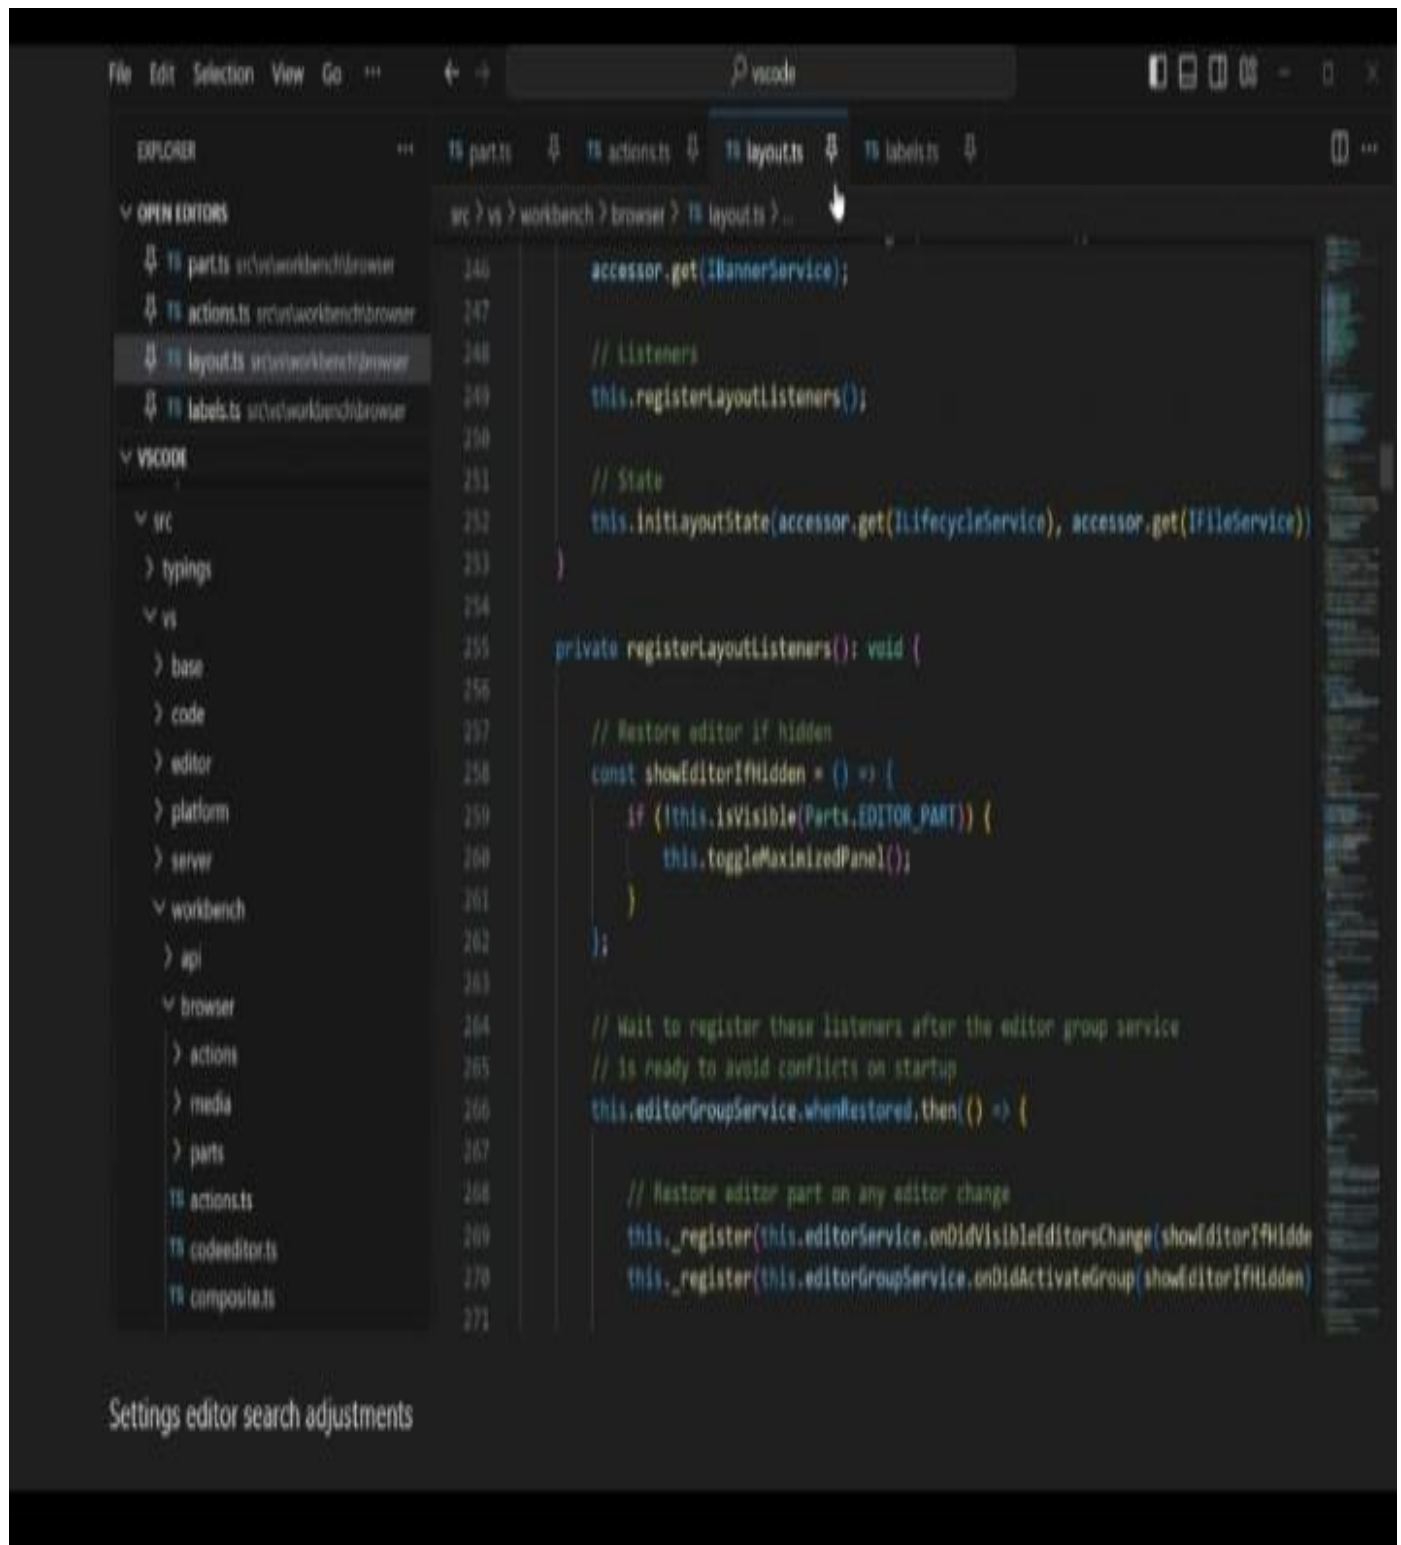 File Edit Selection View Go ... vscode
EXPLORER ...
part.ts actions.ts layout.ts labels.ts ...
OPEN EDITORS
src > vs > workbench > browser > TS layout.ts > ...
TS part.ts src\vs\workbench\browser
TS actions.ts src\vs\workbench\browser
TS layout.ts src\vs\workbench\browser
TS labels.ts src\vs\workbench\browser
VSCODE
src
typings
vs
base
code
editor
platform
server
workbench
api
browser
actions
media
parts
TS actions.ts
TS codeeditor.ts
TS composite.ts
246 accessor.get(IBannerService);
247
248 // Listeners
249 this.registerLayoutListeners();
250
251 // State
252 this.initLayoutState(accessor.get(ILifecycleService), accessor.get(IFileService))
253 }
254
255 private registerLayoutListeners(): void {
256
257 // Restore editor if hidden
258 const showEditorIfHidden = () => {
259 if (!this.isVisible(Parts.EDITOR_PART)) {
260 this.toggleMaximizedPanel();
261 }
262 };
263
264 // Wait to register these listeners after the editor group service
265 // is ready to avoid conflicts on startup
266 this.editorGroupService.whenRestored.then(() => {
267
268 // Restore editor part on any editor change
269 this._register(this.editorService.onDidVisibleEditorsChange(showEditorIfHidde
270 this._register(this.editorGroupService.onDidActivateGroup(showEditorIfHidden)
271
Settings editor search adjustments